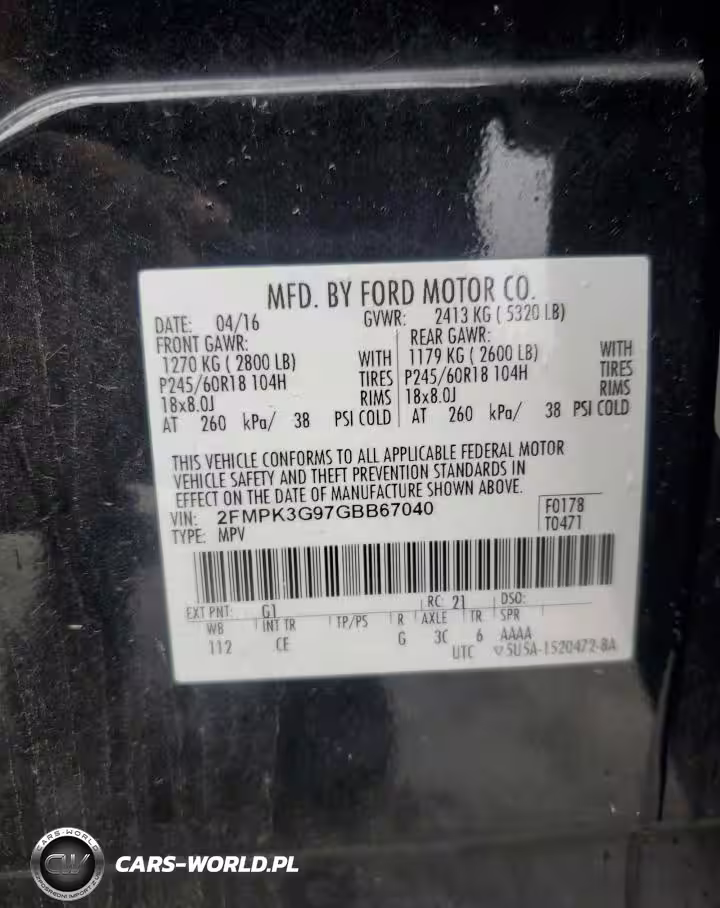 MFD. BY FORD MOTOR CO.
DATE: 04/16 GVWR: 2413 KG ( 5320 LB)
FRONT GAWR: REAR GAWR:
1270 KG ( 2800 LB) WITH 1179 KG ( 2600 LB) WITH
P245/60R18 104H TIRES P245/60R18 104H TIRES
18x8.0J RIMS 18x8.0J RIMS
AT 260 kPa/ 38 PSI COLD AT 260 kPa/ 38 PSI COLD
THIS VEHICLE CONFORMS TO ALL APPLICABLE FEDERAL MOTOR
VEHICLE SAFETY AND THEFT PREVENTION STANDARDS IN
EFFECT ON THE DATE OF MANUFACTURE SHOWN ABOVE.
VIN: 2FMPK3G97GBB67040 F0178
TYPE: MPV T0471
EXT PNT: G1 RC: 21 DSO:
WB INT TR TP/PS R AXLE TR SPR
112 CE G 3C 6 AAAA
UTC 5U5A-1520472-BA
CARS-WORLD
CW
CARS-WORLD.PL